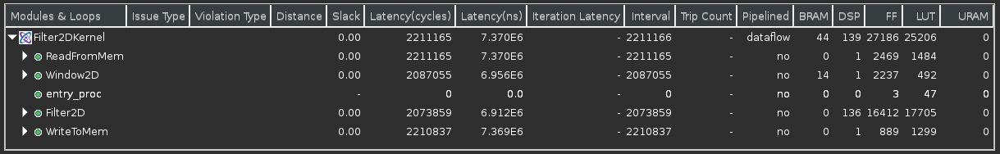 Modules & Loops Issue Type Violation Type Distance Slack Latency(cycles) Latency(ns) Iteration Latency Interval Trip Count Pipelined BRAM DSP FF LUT URAM
Filter2DKernel 0.00 2211165 7.370E6 - 2211166 - dataflow 44 139 27186 25206 0
ReadFromMem 0.00 2211165 7.370E6 - 2211165 - no 0 1 2469 1484 0
Window2D 0.00 2087055 6.956E6 - 2087055 - no 14 1 2237 492 0
entry_proc - 0 0.0 - 0 - no 0 0 3 47 0
Filter2D 0.00 2073859 6.912E6 - 2073859 - no 0 136 16412 17705 0
WriteToMem 0.00 2210837 7.369E6 - 2210837 - no 0 1 889 1299 0